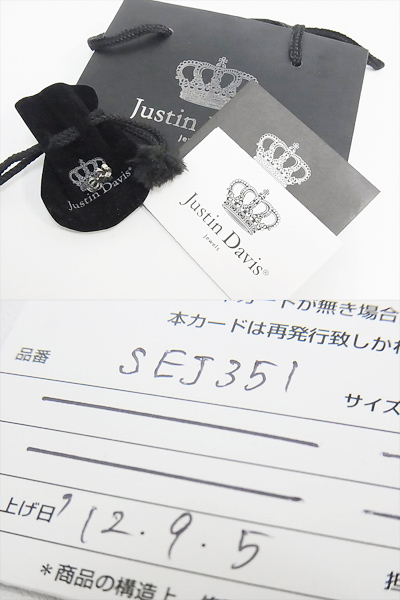 Justin Davis
Jewels
Justin Davis
Justin Davis®
Jewels
カードが無き場合
本カードは再発行致しかね
品番 SEJ351 サイズ
上げ日 '12.9.5 担
*商品の構造上